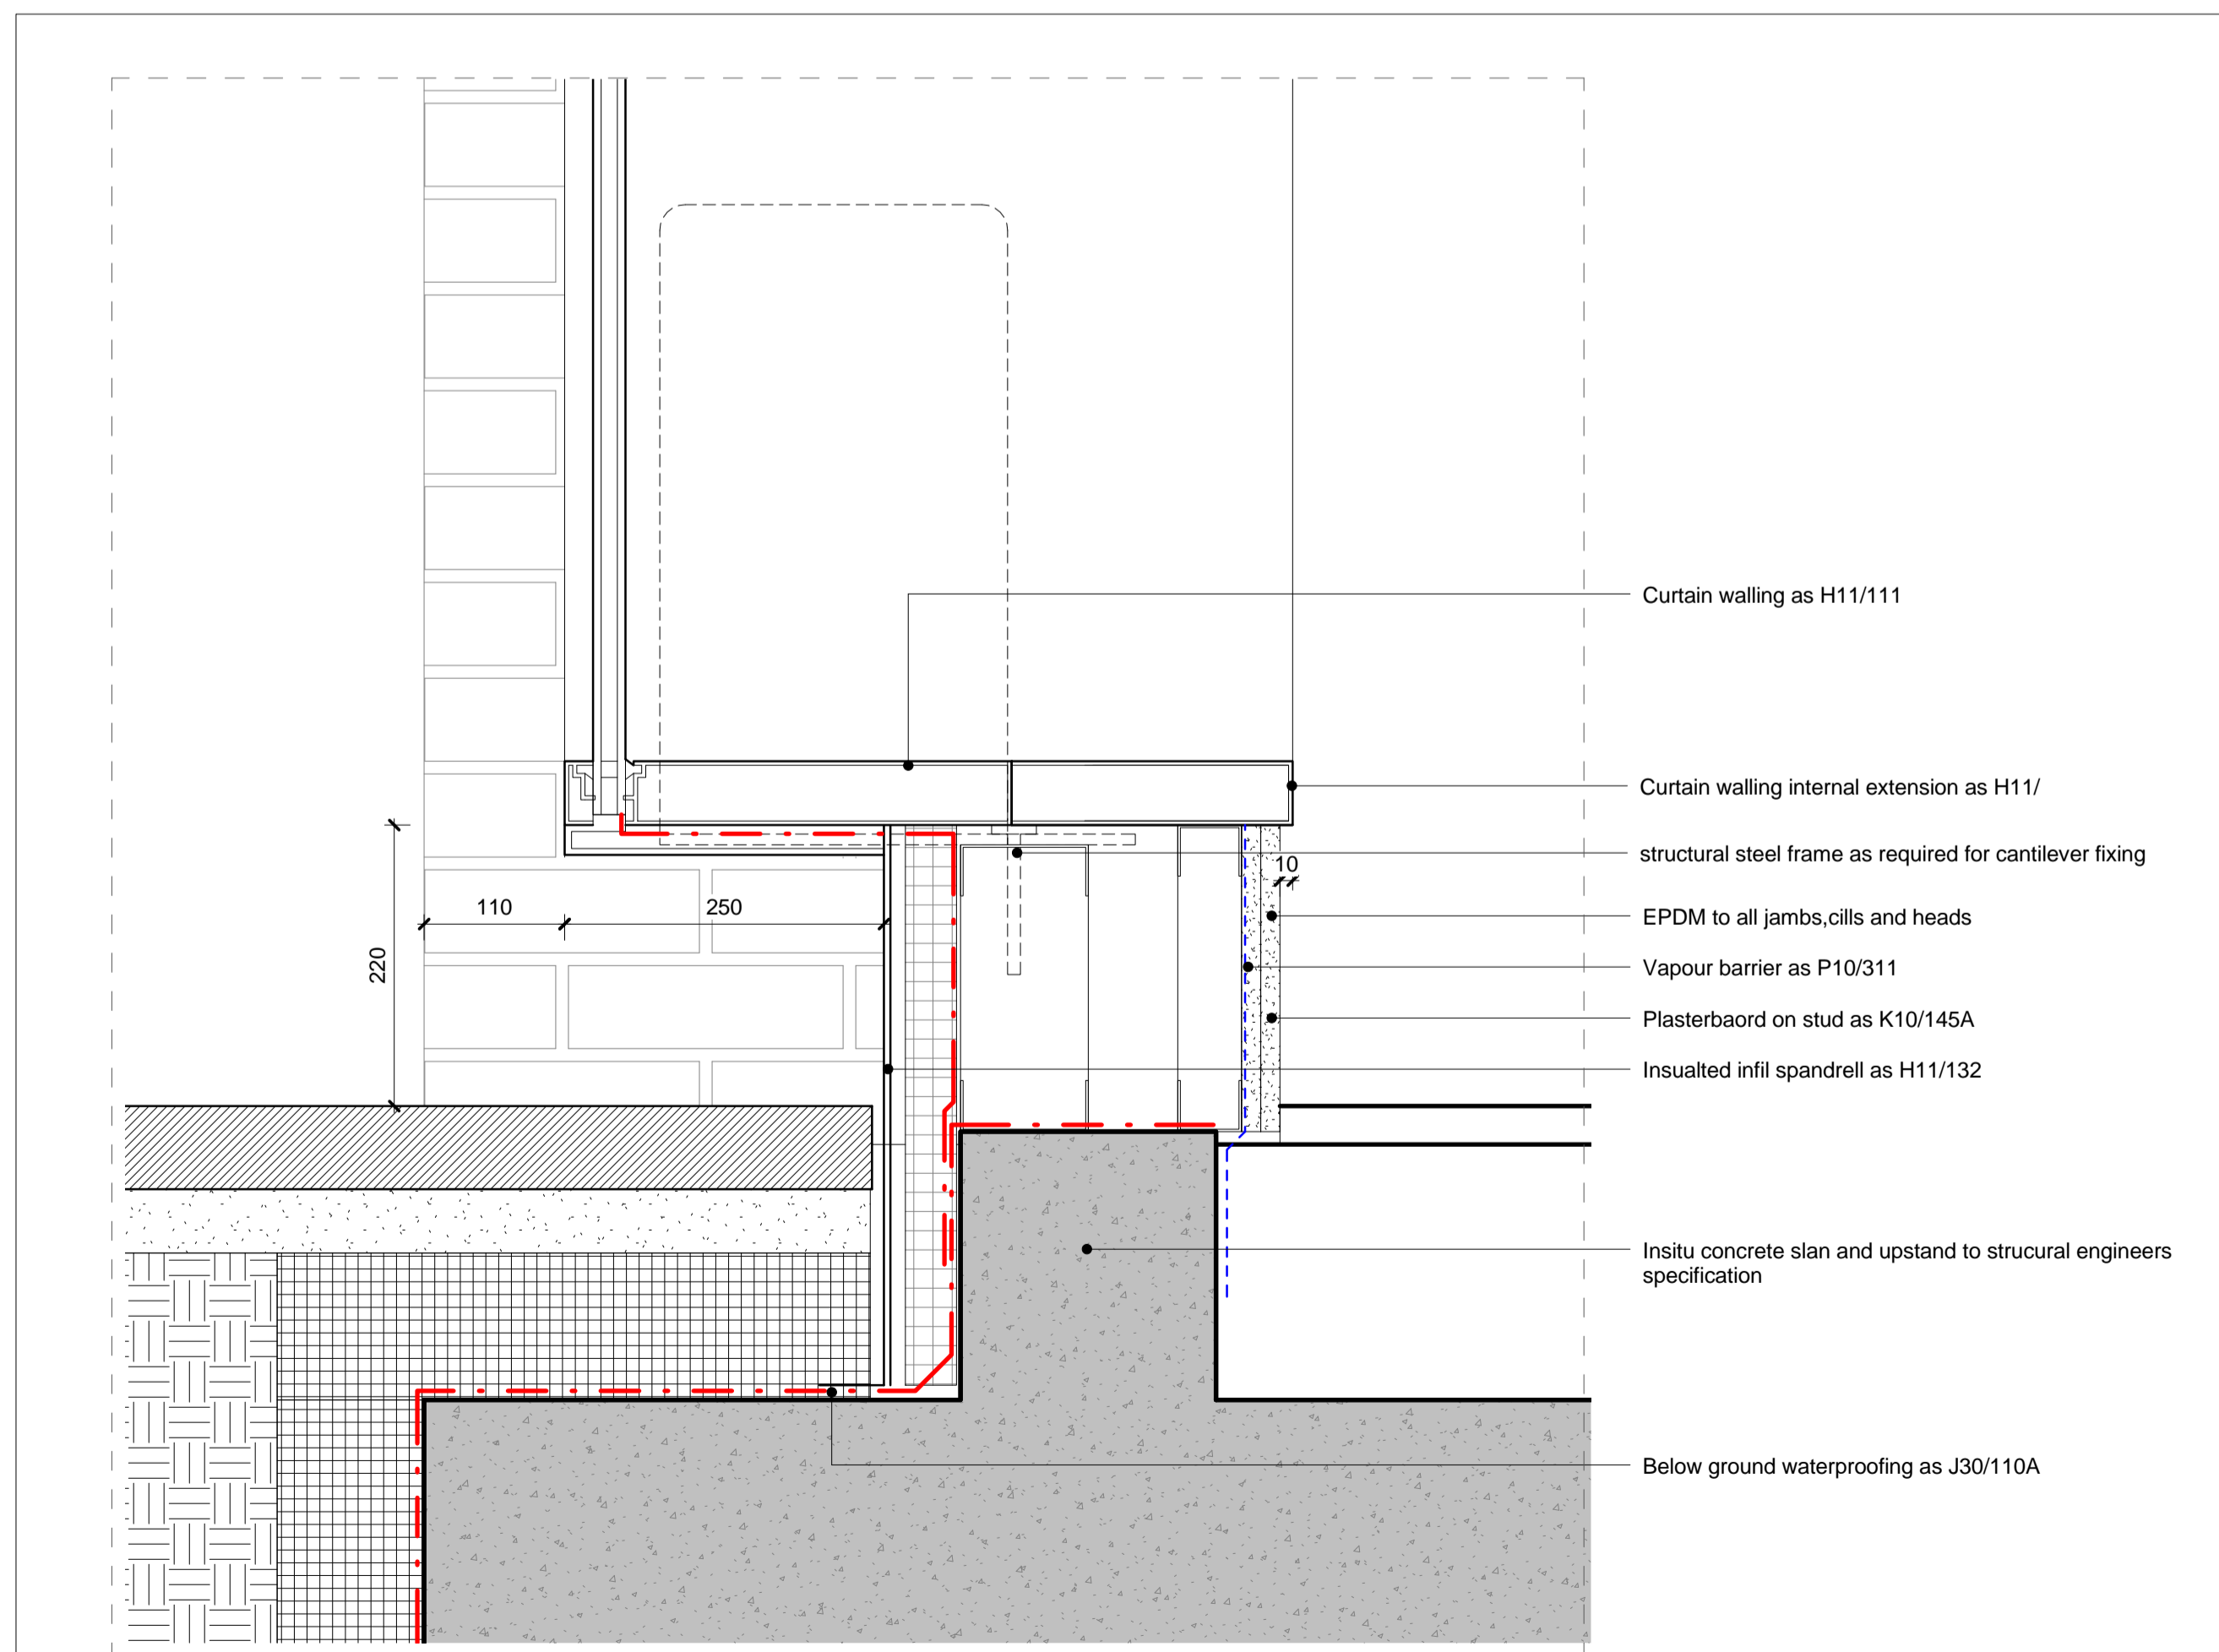 Curtain walling as H11/111
Curtain walling internal extension as H11/
structural steel frame as required for cantilever fixing
10
EPDM to all jambs,cills and heads
110
250
220
Vapour barrier as P10/311
Plasterbaord on stud as K10/145A
Insualted infil spandrell as H11/132
Insitu concrete slan and upstand to strucural engineers
specification
Below ground waterproofing as J30/110A